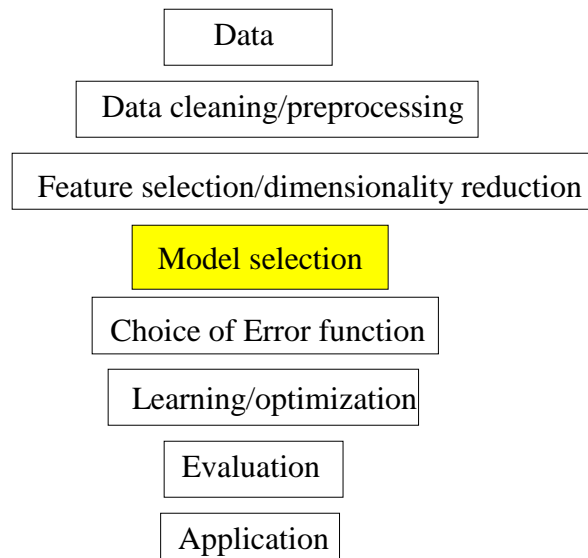 Data
Data cleaning/preprocessing
Feature selection/dimensionality reduction
Model selection
Choice of Error function
Learning/optimization
Evaluation
Application